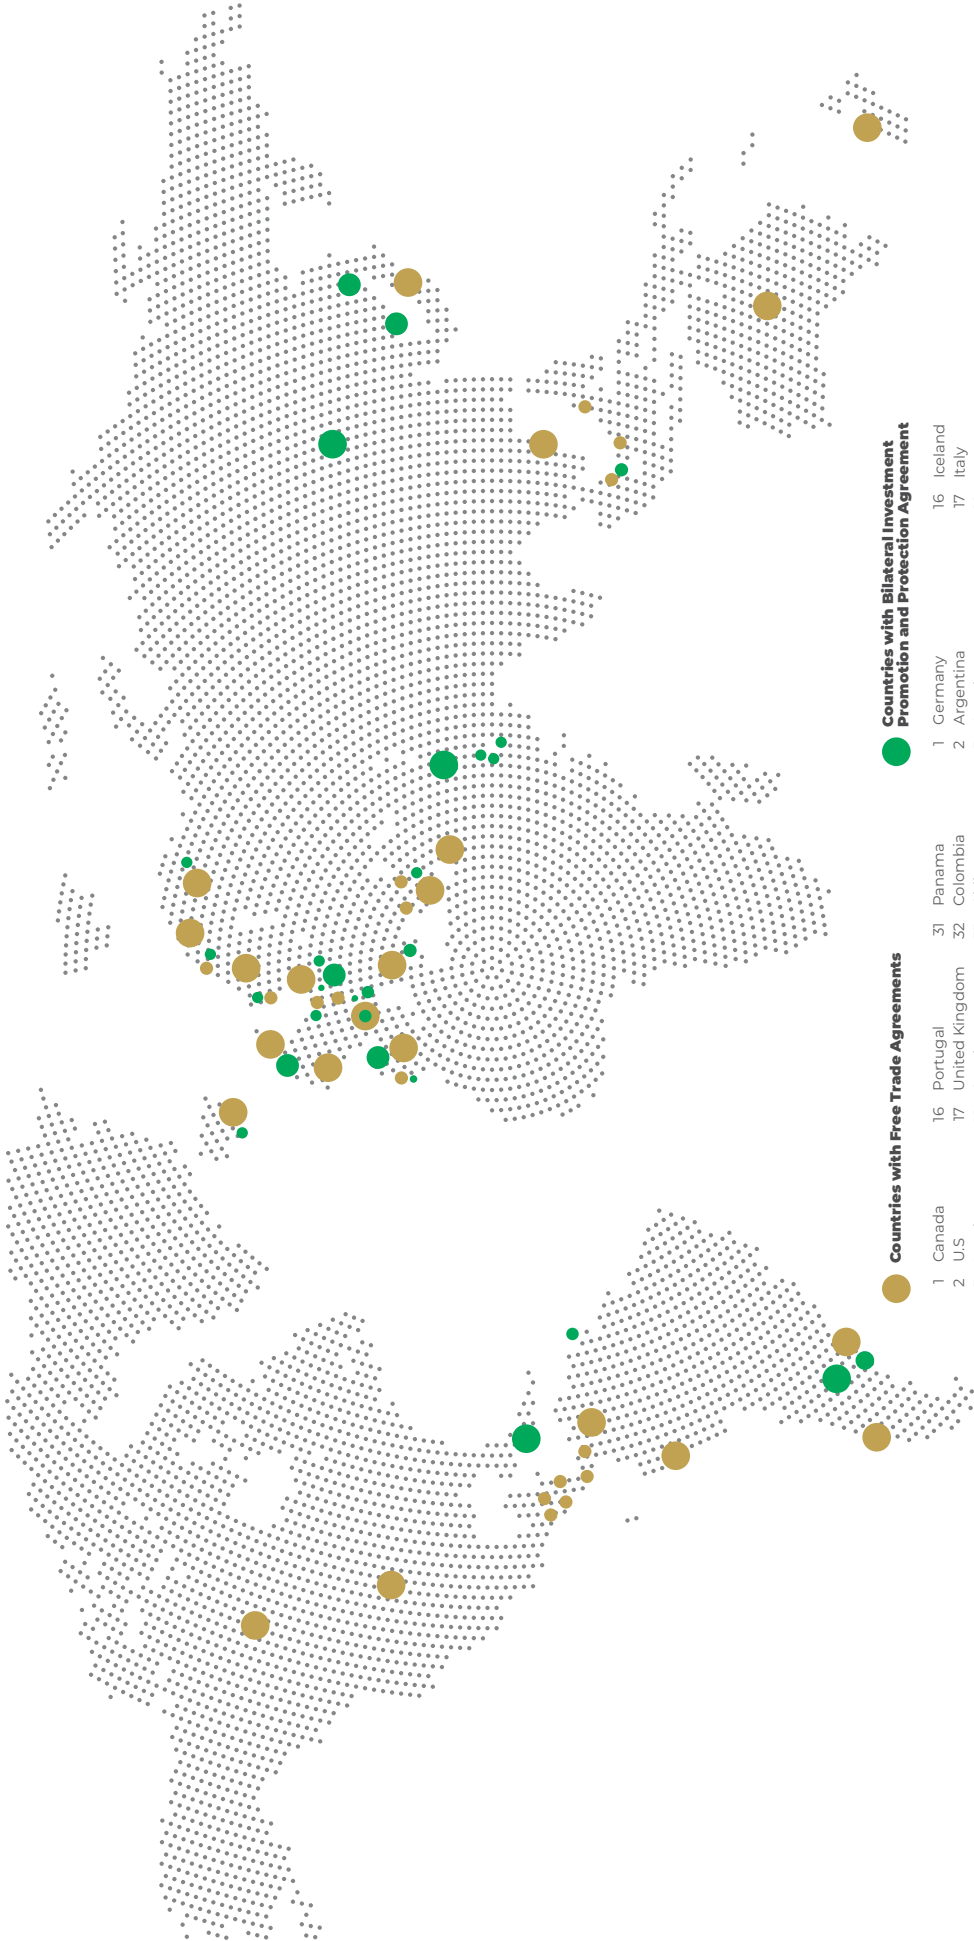 Countries with Free Trade Agreements
1 Canada
2 U.S
16 Portugal
17 United Kingdom
31 Panama
32 Colombia
Countries with Bilateral Investment
Promotion and Protection Agreement
1 Germany
2 Argentina
16 Iceland
17 Italy